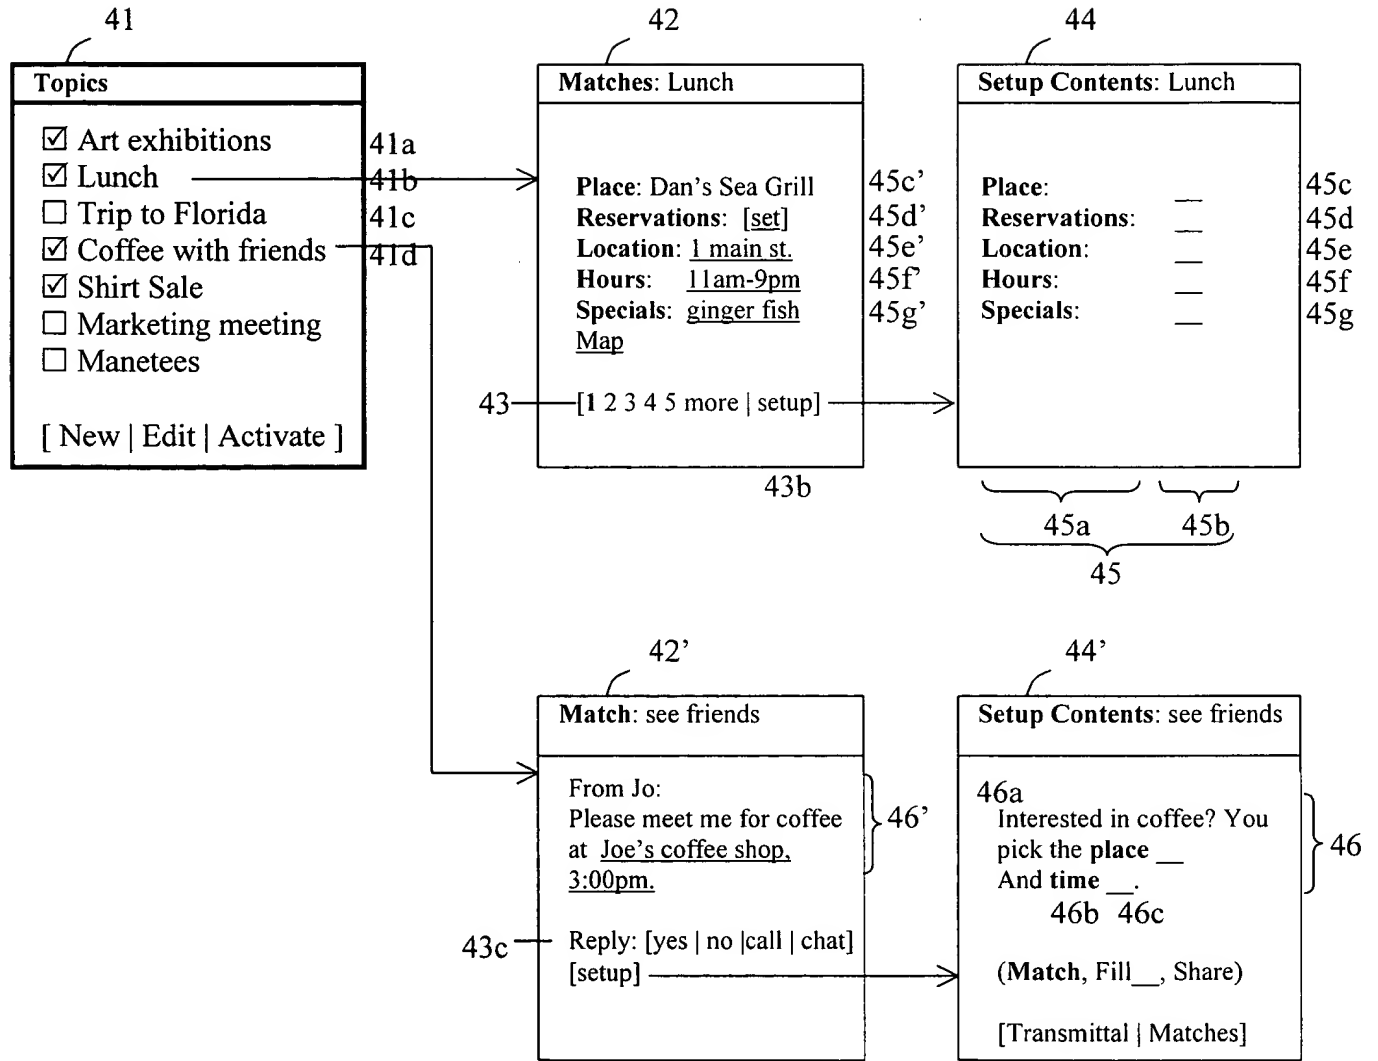 41
Topics
☑ Art exhibitions
☑ Lunch
☐ Trip to Florida
☑ Coffee with friends
☑ Shirt Sale
☐ Marketing meeting
☐ Manetees
[ New | Edit | Activate ]
41a
41b
41c
41d
42
Matches: Lunch
Place: Dan's Sea Grill
Reservations: [set]
Location: 1 main st.
Hours: 11am-9pm
Specials: ginger fish
Map
43
[1 2 3 4 5 more | setup]
43b
45c’
45d’
45e’
45f’
45g’
44
Setup Contents: Lunch
Place: __
Reservations: __
Location: __
Hours: __
Specials: __
45c
45d
45e
45f
45g
45a 45b
45
42’
Match: see friends
From Jo:
Please meet me for coffee
at Joe's coffee shop,
3:00pm.
46’
43c
Reply: [yes | no |call | chat]
[setup]
44’
Setup Contents: see friends
46a
Interested in coffee? You
pick the place __
And time __.
46b 46c
46
(Match, Fill__, Share)
[Transmittal | Matches]